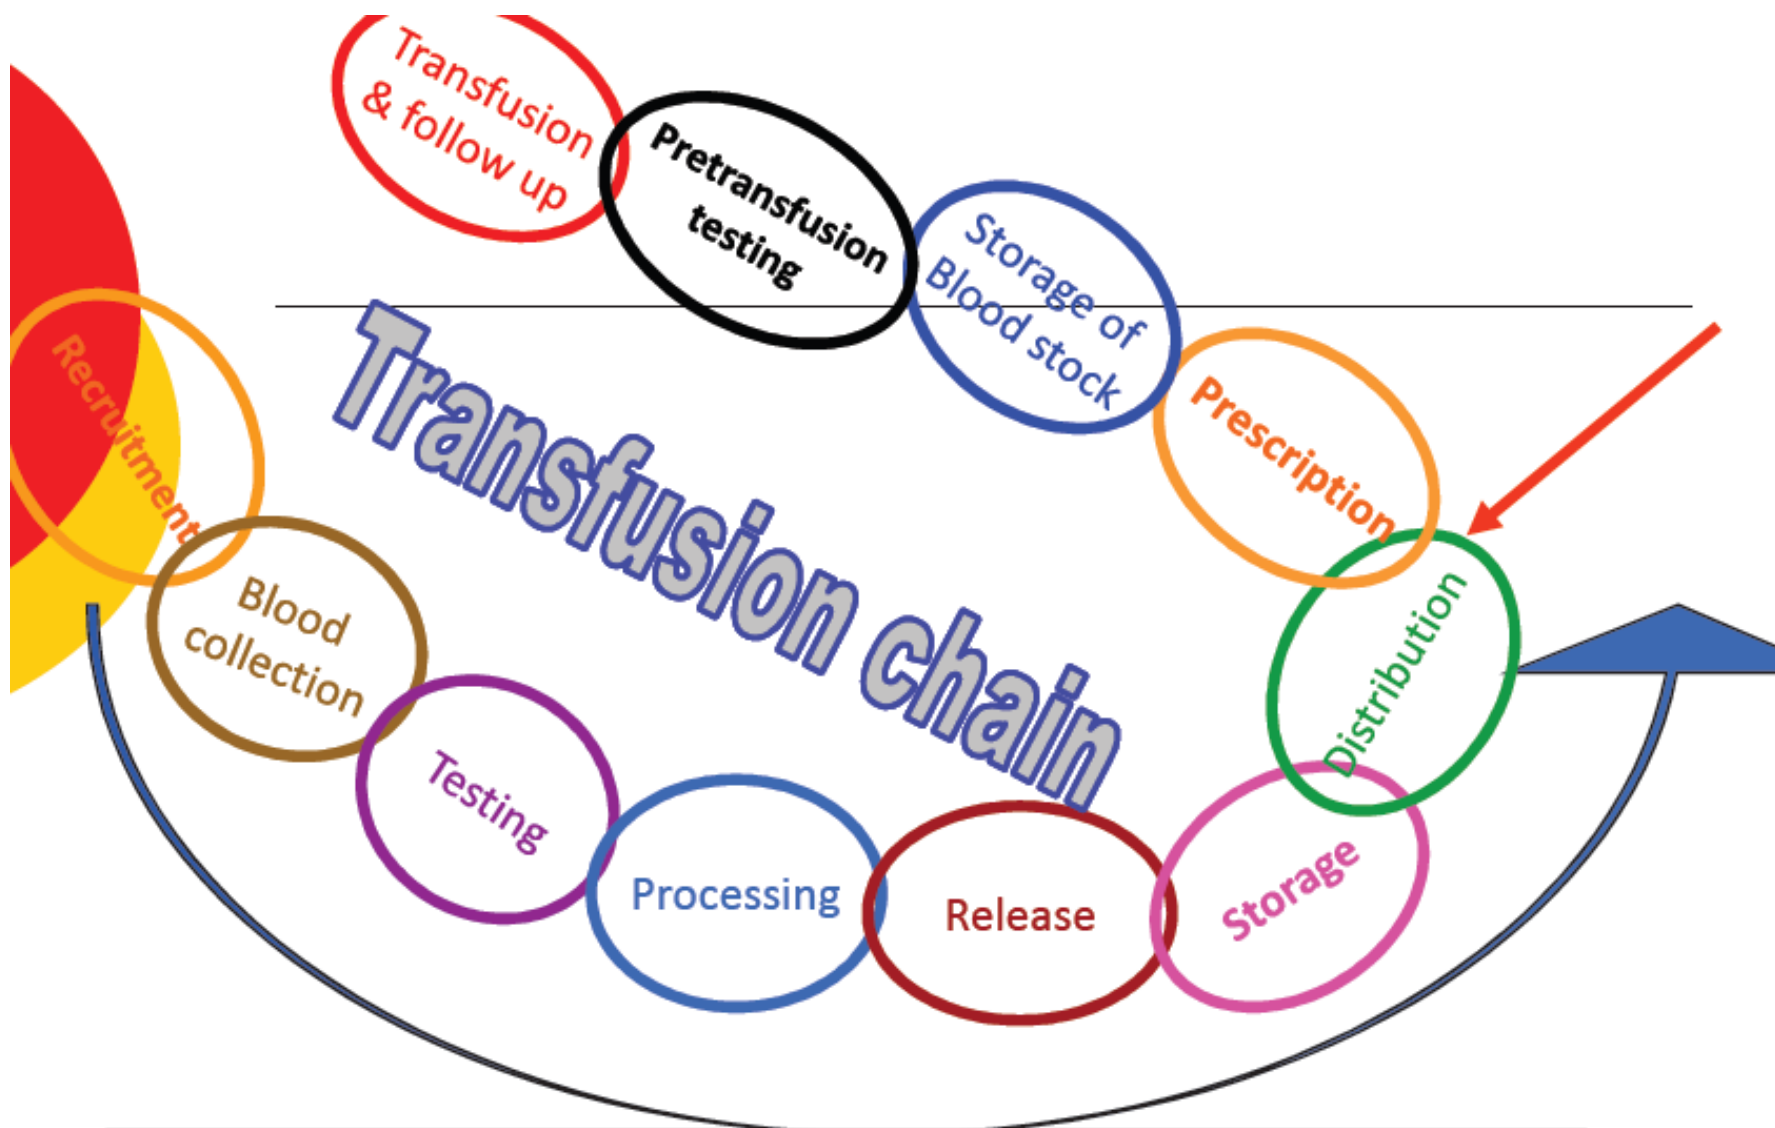 Transfusion
& follow up
Pretransfusion
testing
Storage of
Blood stock
Prescription
Recruitment
Transfusion chain
Blood
collection
Distribution
Testing
Processing
Release
Storage